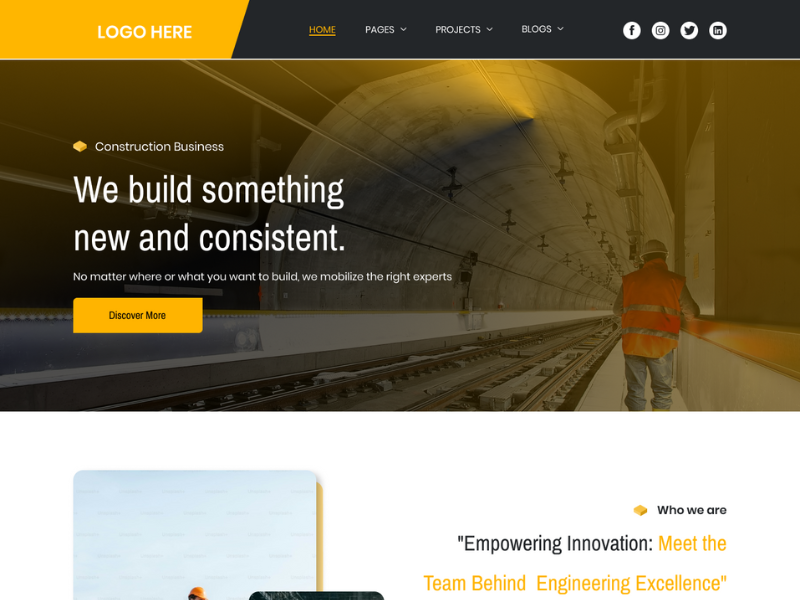 LOGO HERE
HOME
PAGES
PROJECTS
BLOGS
Construction Business
We build something
new and consistent.
No matter where or what you want to build, we mobilize the right experts
Discover More
Who we are
"Empowering Innovation: Meet the
Team Behind Engineering Excellence"